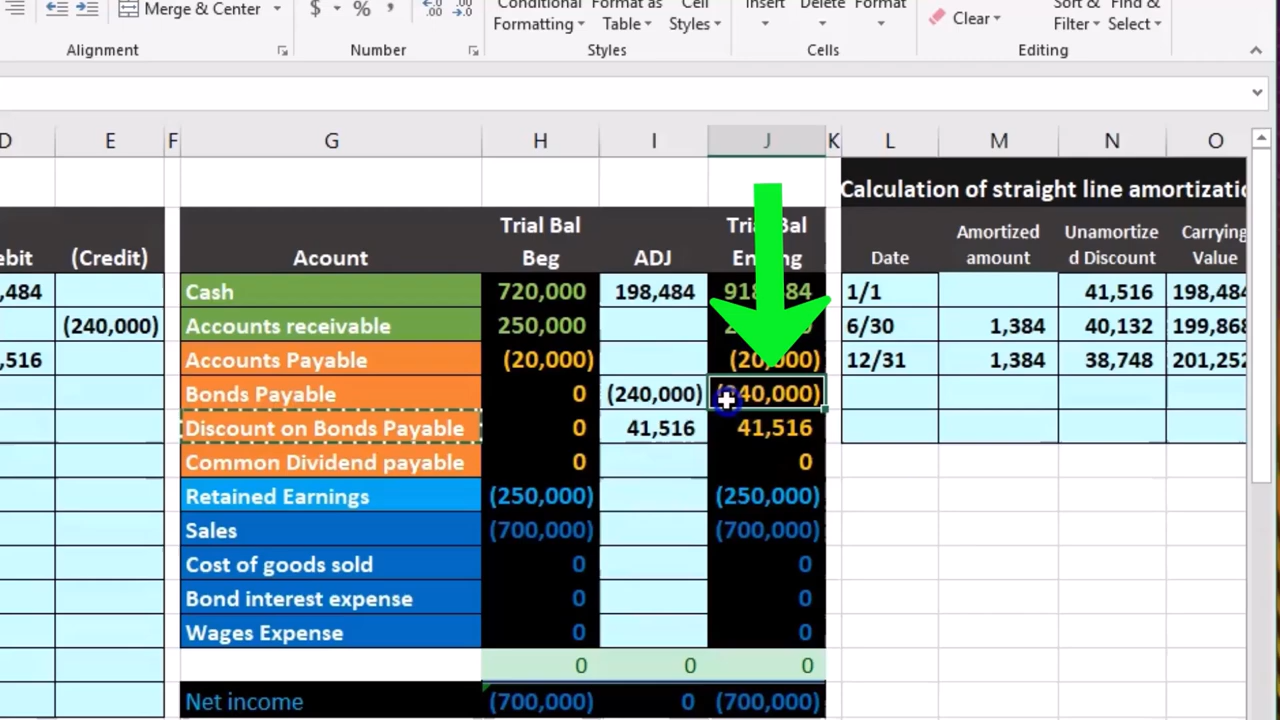 Merge & Center $ % , .00
Conditional Format as Cell Insert Delete Format Sort & Find &
Formatting Table Styles Clear Filter Select
Alignment Number Styles Cells Editing
D E F G H I J K L M N O
Calculation of straight line
Trial Bal
Acount Beg ADJ
(Credit)
Date Amortized amount Unamortize d Discount Carrying Value
Cash 720,000 198,484 1/1 41,516 198,484
(240,000) Accounts receivable 250,000 6/30 1,384 40,132 199,868
Accounts Payable (20,000) (20,000) 12/31 1,384 38,748 201,252
Bonds Payable 0 (240,000) (240,000)
Discount on Bonds Payable 0 41,516 41,516
Common Dividend payable 0 0
Retained Earnings (250,000) (250,000)
Sales (700,000) (700,000)
Cost of goods sold 0 0
Bond interest expense 0 0
Wages Expense 0 0
0 0 0
Net income (700,000) 0 (700,000)